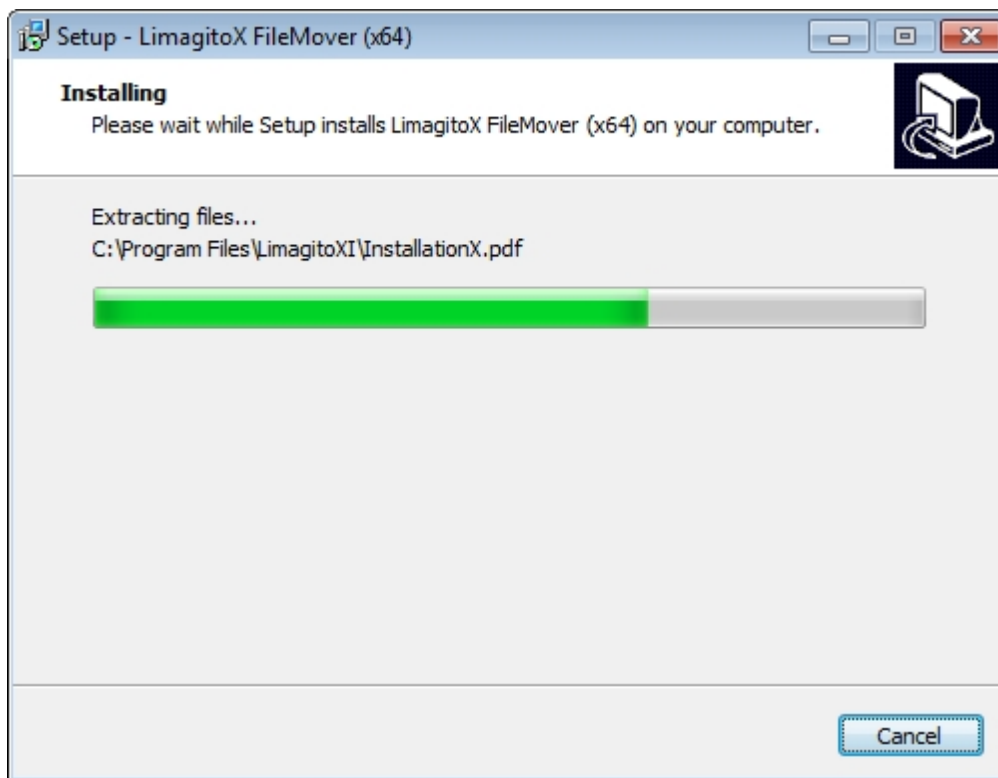 Setup - LimagitoX FileMover (x64)
Installing
Please wait while Setup installs LimagitoX FileMover (x64) on your computer.
Extracting files...
C:\Program Files\LimagitoXI\InstallationX.pdf
Cancel